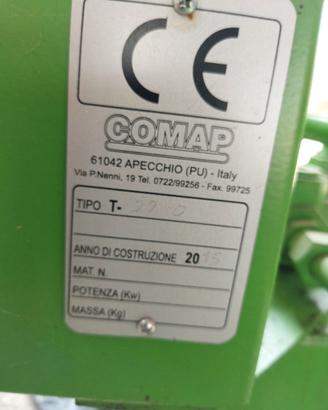 CE
COMAP
61042 APECCHIO (PU) - Italy
Via P.Nenni, 19 Tel. 0722/99256 - Fax. 99725
TIPO T-
ANNO DI COSTRUZIONE 20
MAT. N.
POTENZA (Kw)
MASSA (Kg)